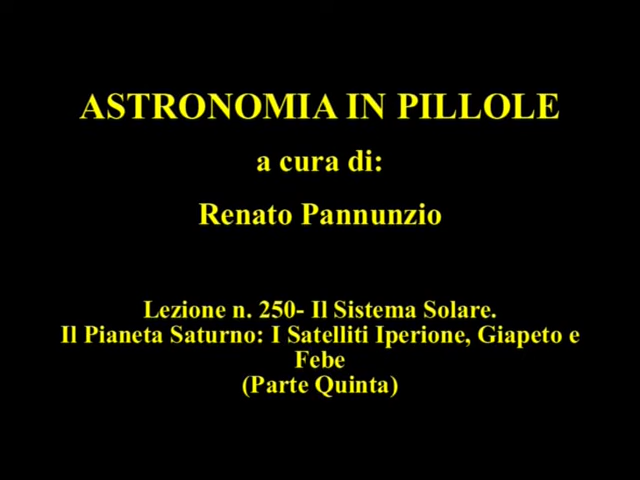 ASTRONOMIA IN PILLOLE
a cura di:
Renato Pannunzio
Lezione n. 250- Il Sistema Solare.
Il Pianeta Saturno: I Satelliti Iperione, Giapeto e
Febe
(Parte Quinta)